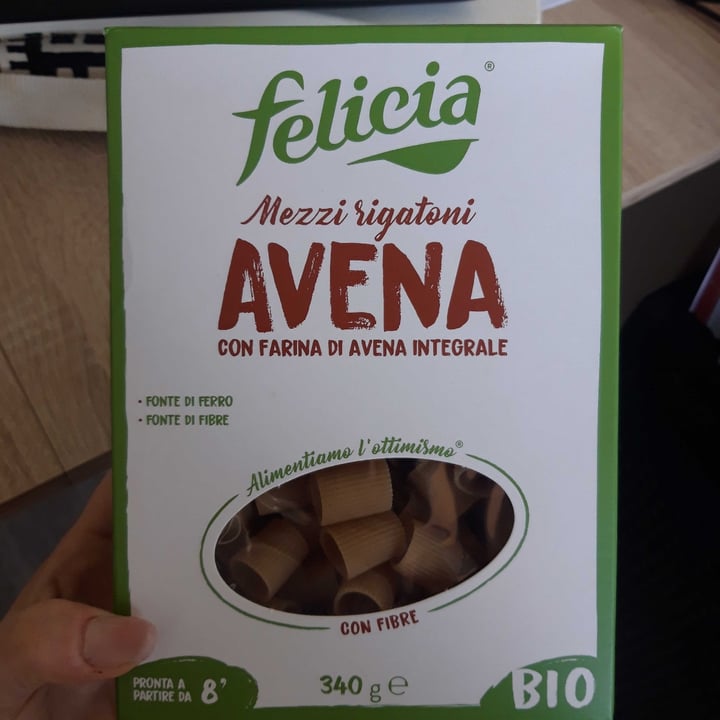 felicia®
Mezzi rigatoni
AVENA
CON FARINA DI AVENA INTEGRALE
• FONTE DI FERRO
• FONTE DI FIBRE
Alimentiamo l'ottimismo®
CON FIBRE
PRONTA A
PARTIRE DA 8'
340 g ℮
BIO